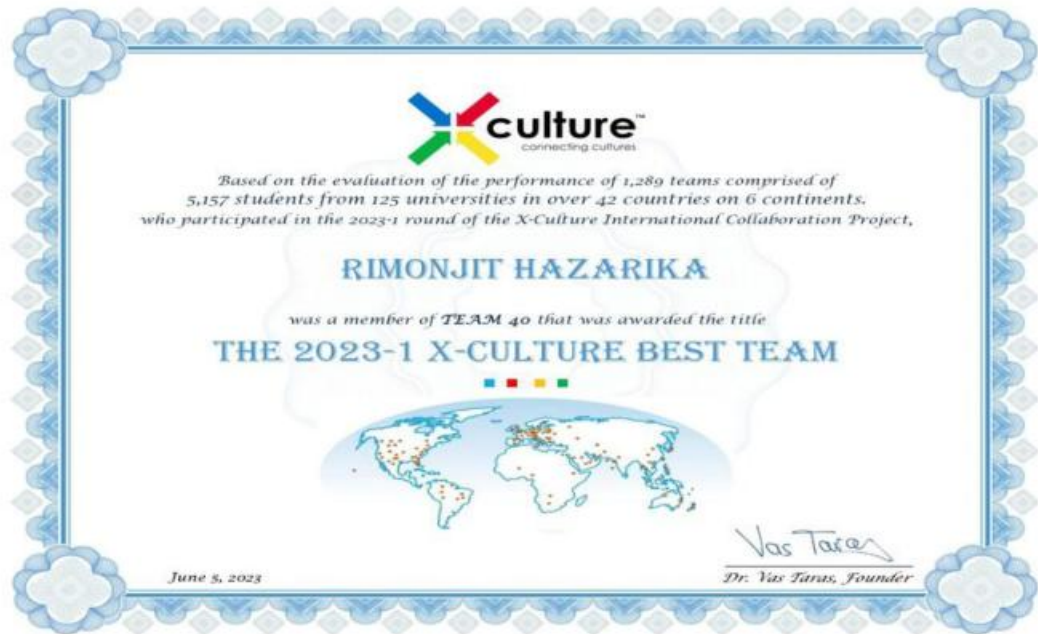 culture™
connecting cultures
Based on the evaluation of the performance of 1,289 teams comprised of
5,157 students from 125 universities in over 42 countries on 6 continents.
who participated in the 2023-1 round of the X-Culture International Collaboration Project,
RIMONJIT HAZARIKA
was a member of TEAM 40 that was awarded the title
THE 2023-1 X-CULTURE BEST TEAM
Vas Taras
June 5, 2023
Dr. Vas Taras, Founder